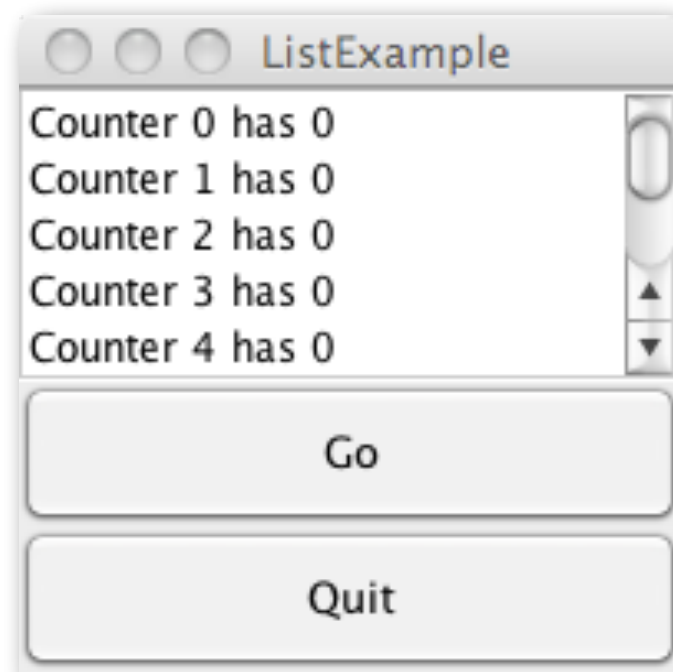 ListExample
Counter 0 has 0
Counter 1 has 0
Counter 2 has 0
Counter 3 has 0
Counter 4 has 0
Go
Quit